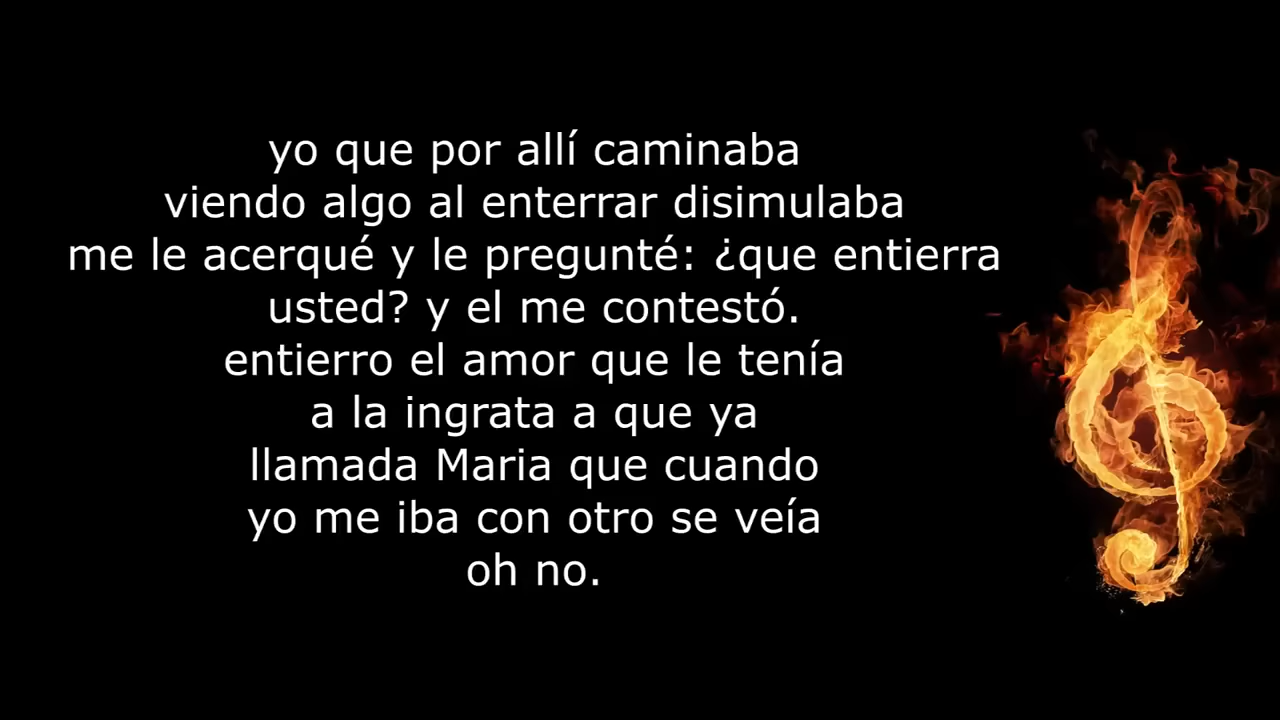 yo que por allí caminaba
viendo algo al enterrar disimulaba
me le acerqué y le pregunté: ¿que entierra
usted? y el me contestó.
entierro el amor que le tenía
a la ingrata a que ya
llamada Maria que cuando
yo me iba con otro se veía
oh no.